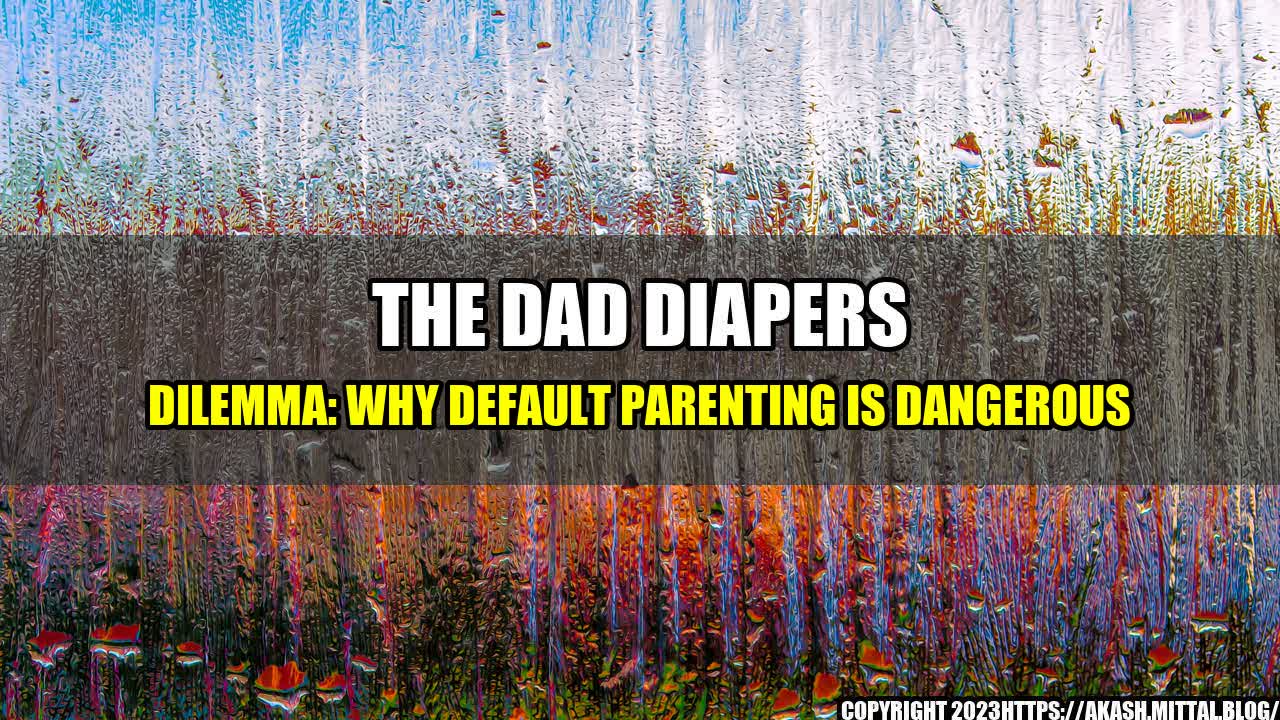 THE DAD DIAPERS
DILEMMA: WHY DEFAULT PARENTING IS DANGEROUS
COPYRIGHT 2023HTTPS://AKASH.MITTAL.BLOG/